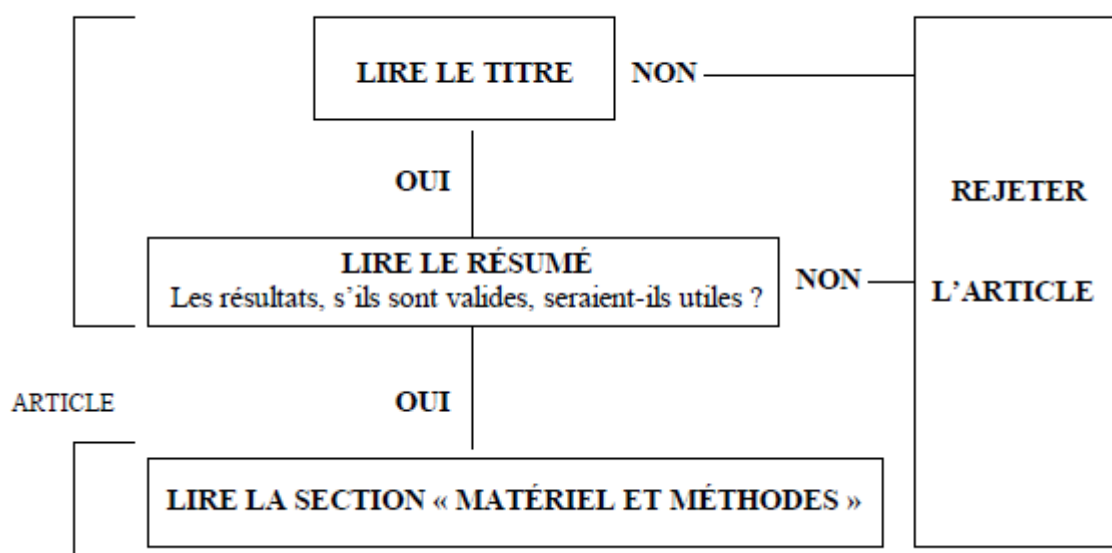 LIRE LE TITRE
NON
OUI
REJETER
LIRE LE RÉSUMÉ
Les résultats, s’ils sont valides, seraient-ils utiles ?
NON
L’ARTICLE
ARTICLE
OUI
LIRE LA SECTION « MATÉRIEL ET MÉTHODES »